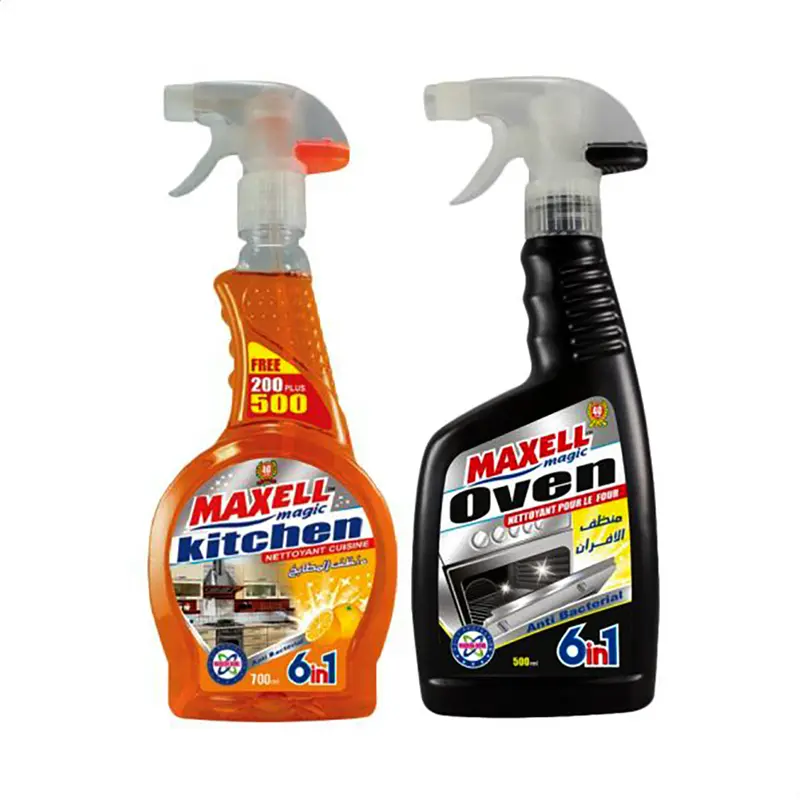 FREE
200 PLUS
500
40
MAXELL
magic
kitchen
NETTOYANT CUISINE
منظف المطابخ
Anti Bacterial
700ml
6in1
40
MAXELL
magic
Oven
NETTOYANT POUR LE FOUR
منظف
الافران
Anti Bacterial
500ml
6in1